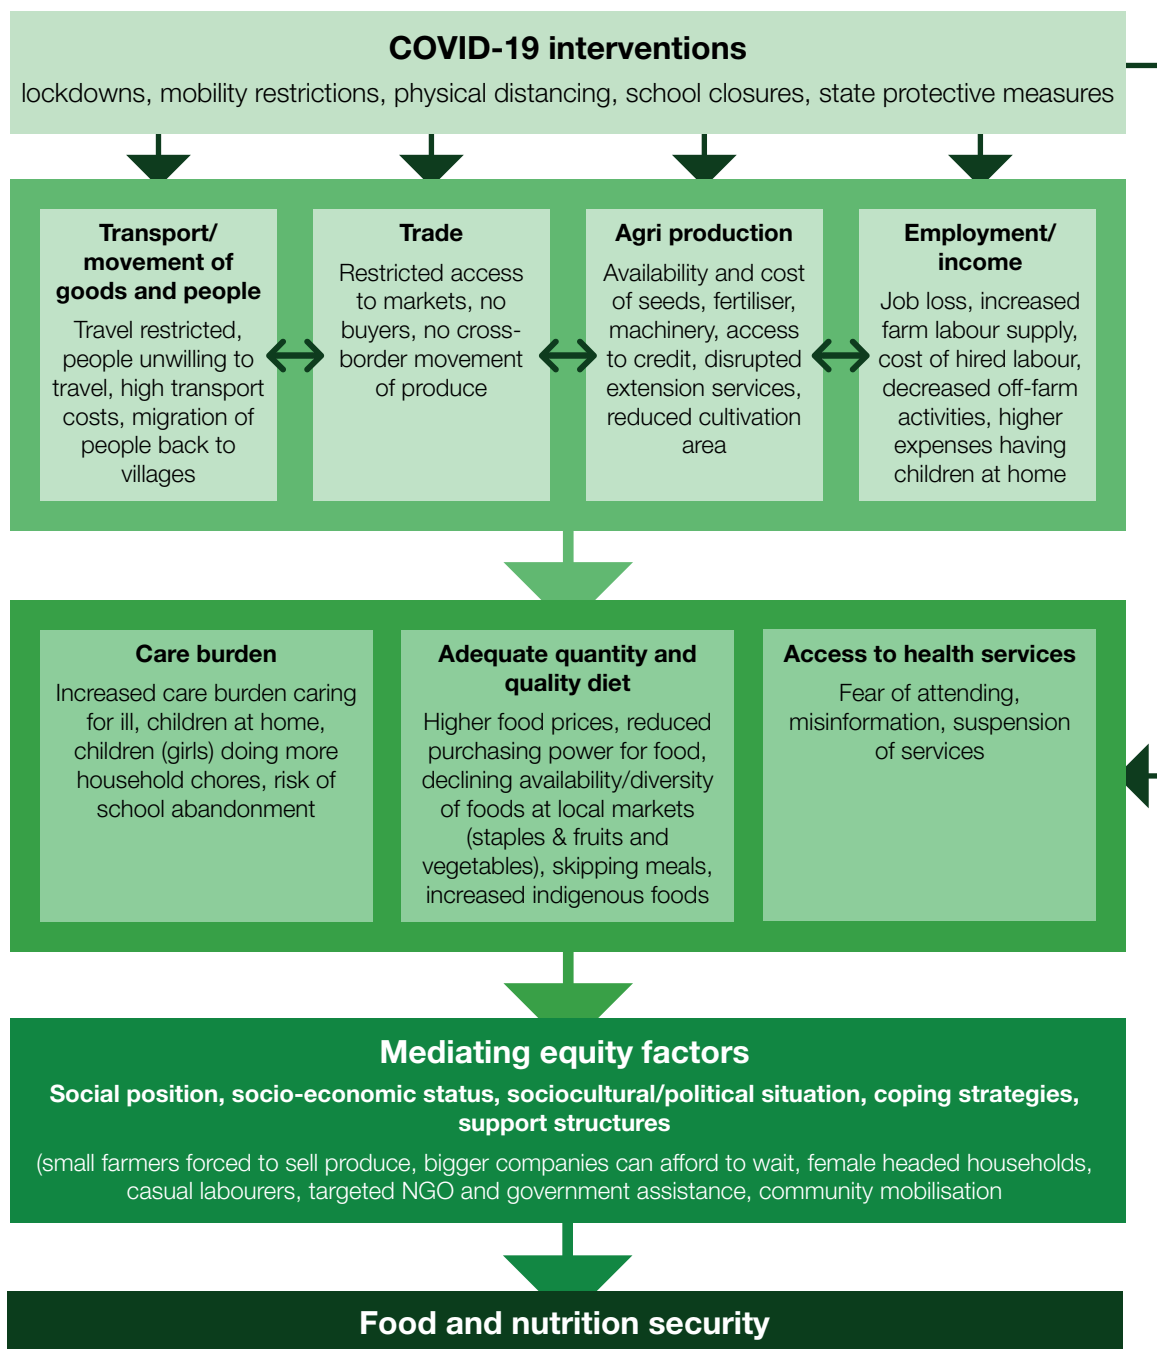 COVID-19 interventions
lockdowns, mobility restrictions, physical distancing, school closures, state protective measures
Transport/
movement of
goods and people
Travel restricted,
people unwilling to
travel, high transport
costs, migration of
people back to
villages
Trade
Restricted access
to markets, no
buyers, no cross-
border movement
of produce
Agri production
Availability and cost
of seeds, fertiliser,
machinery, access
to credit, disrupted
extension services,
reduced cultivation
area
Employment/
income
Job loss, increased
farm labour supply,
cost of hired labour,
decreased off-farm
activities, higher
expenses having
children at home
Care burden
Increased care burden caring
for ill, children at home,
children (girls) doing more
household chores, risk of
school abandonment
Adequate quantity and
quality diet
Higher food prices, reduced
purchasing power for food,
declining availability/diversity
of foods at local markets
(staples & fruits and
vegetables), skipping meals,
increased indigenous foods
Access to health services
Fear of attending,
misinformation, suspension
of services
Mediating equity factors
Social position, socio-economic status, sociocultural/political situation, coping strategies,
support structures
(small farmers forced to sell produce, bigger companies can afford to wait, female headed households,
casual labourers, targeted NGO and government assistance, community mobilisation
Food and nutrition security